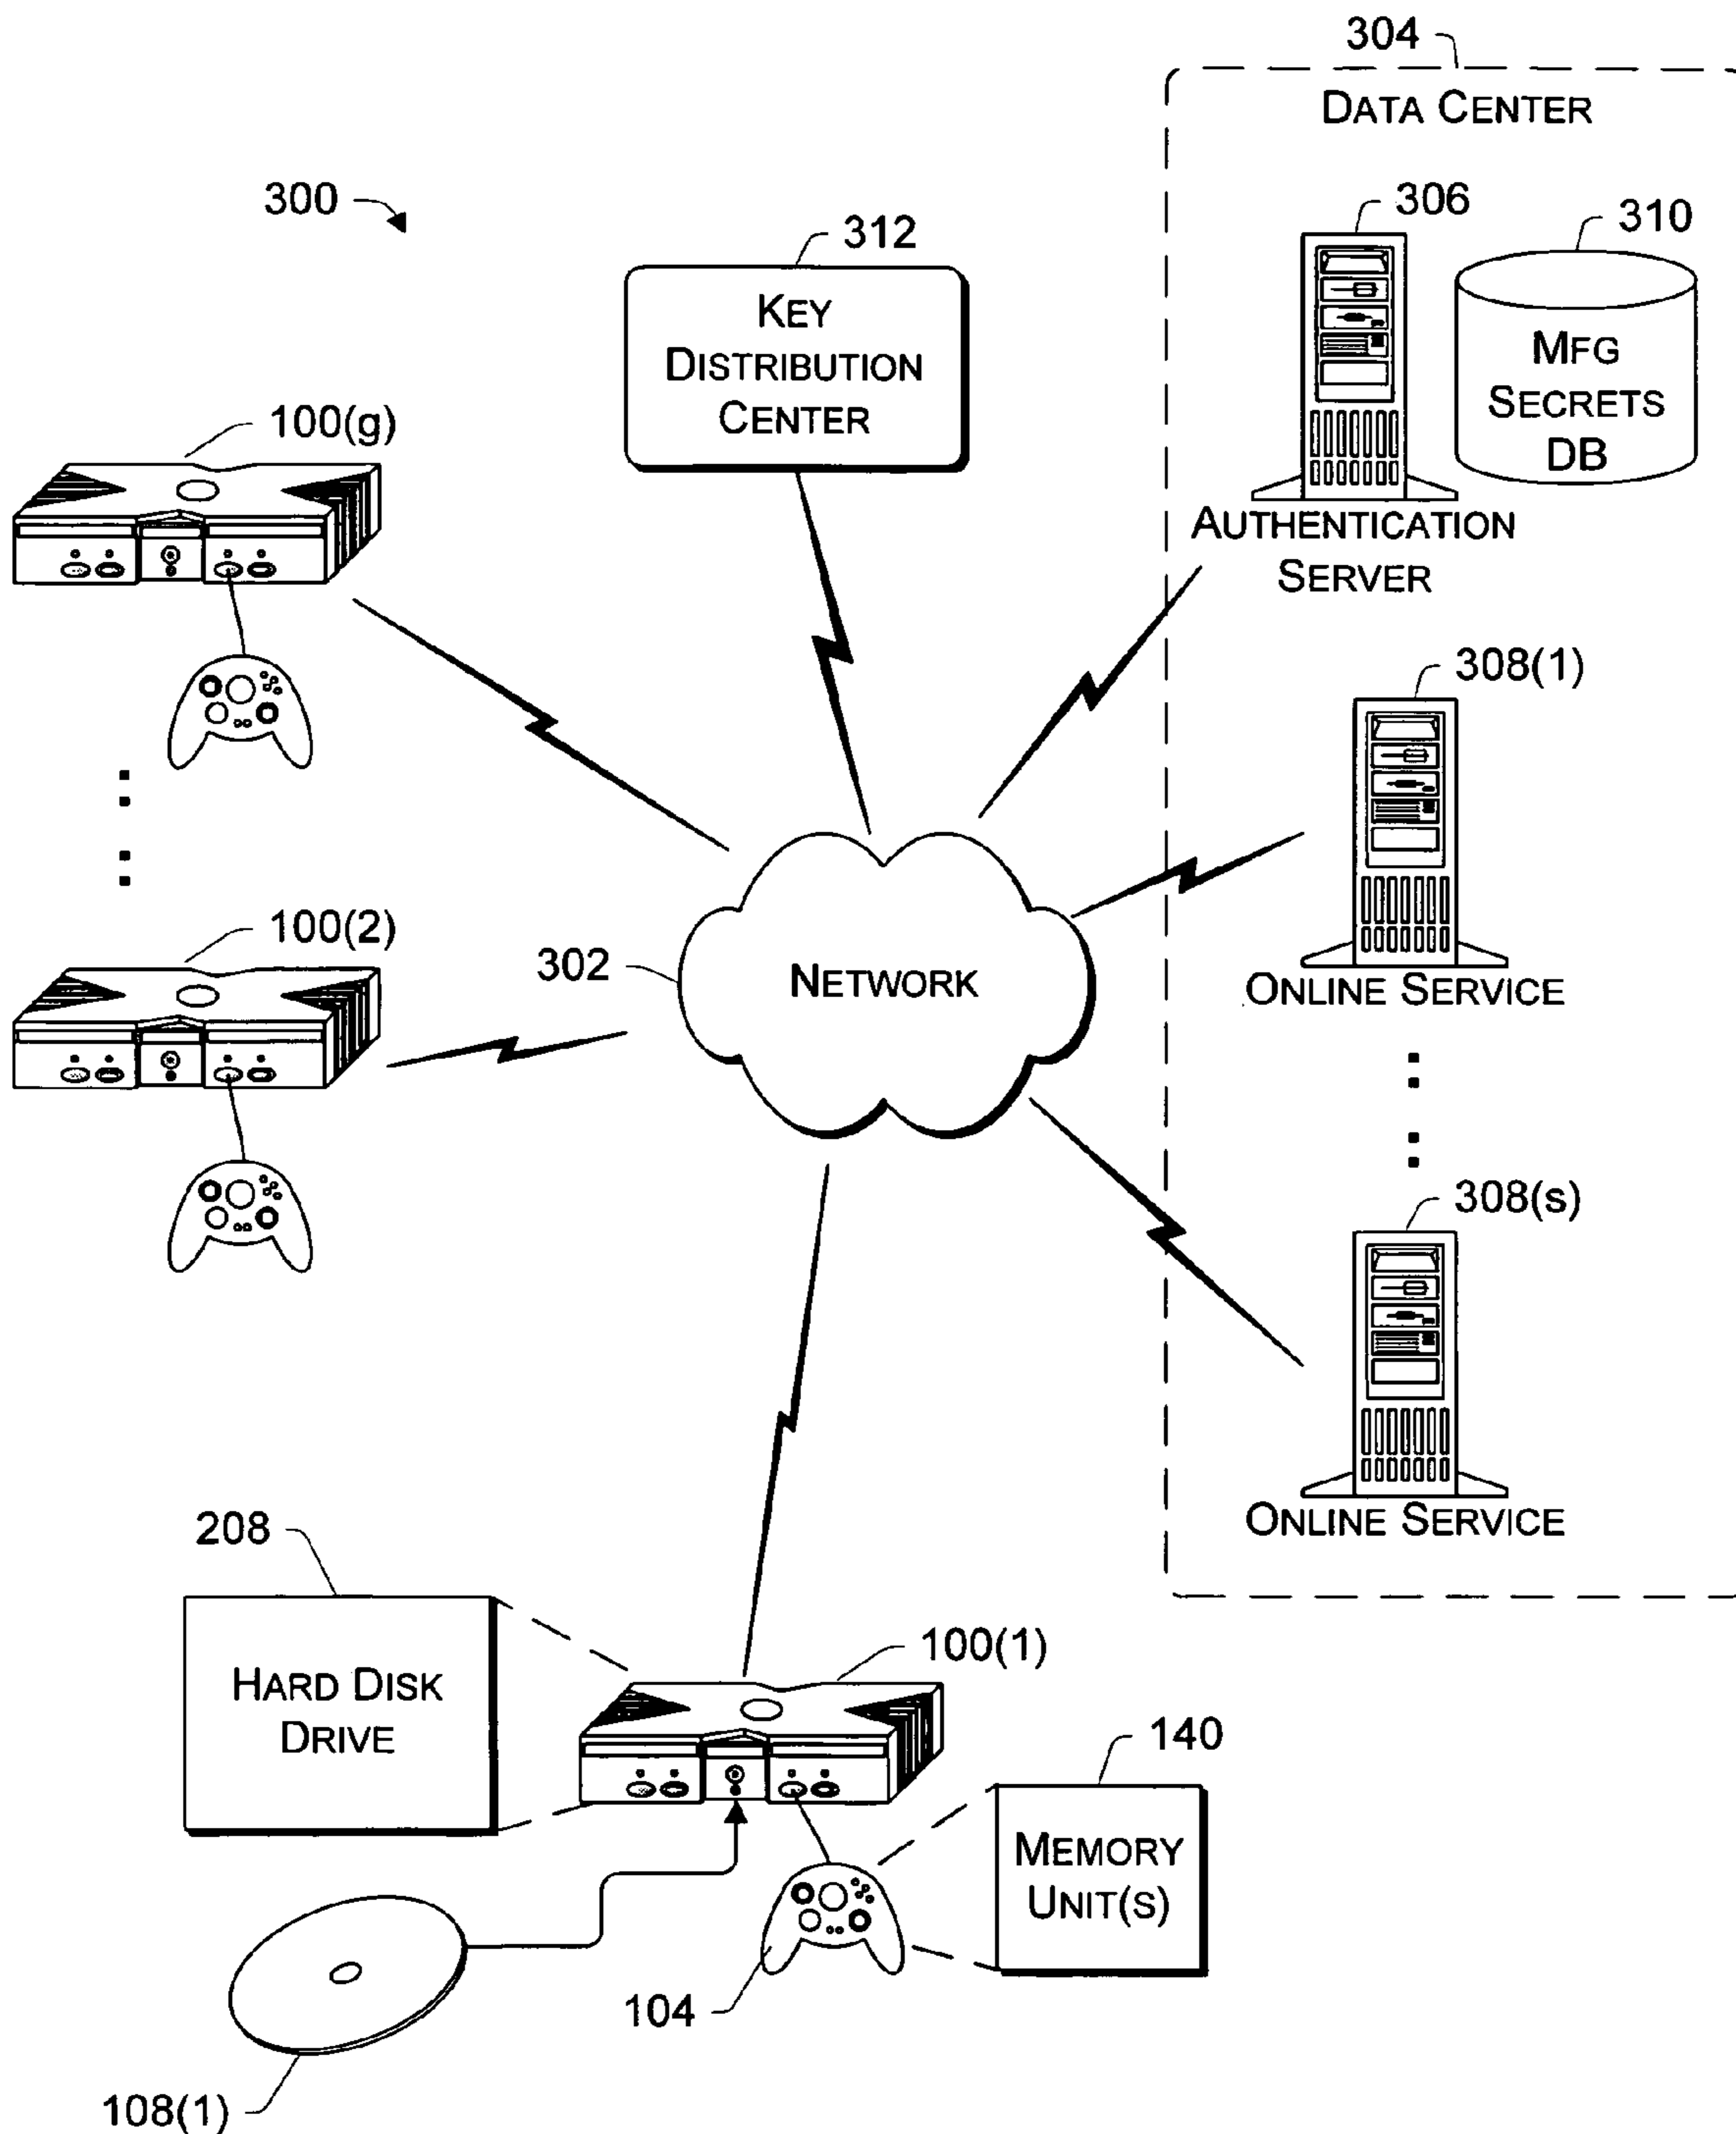 304
DATA CENTER
300
312
306
310
KEY
DISTRIBUTION
CENTER
MFG
SECRETS
DB
100(g)
AUTHENTICATION
SERVER
308(1)
100(2)
302
NETWORK
ONLINE SERVICE
308(s)
ONLINE SERVICE
208
HARD DISK
DRIVE
100(1)
140
MEMORY
UNIT(S)
104
108(1)